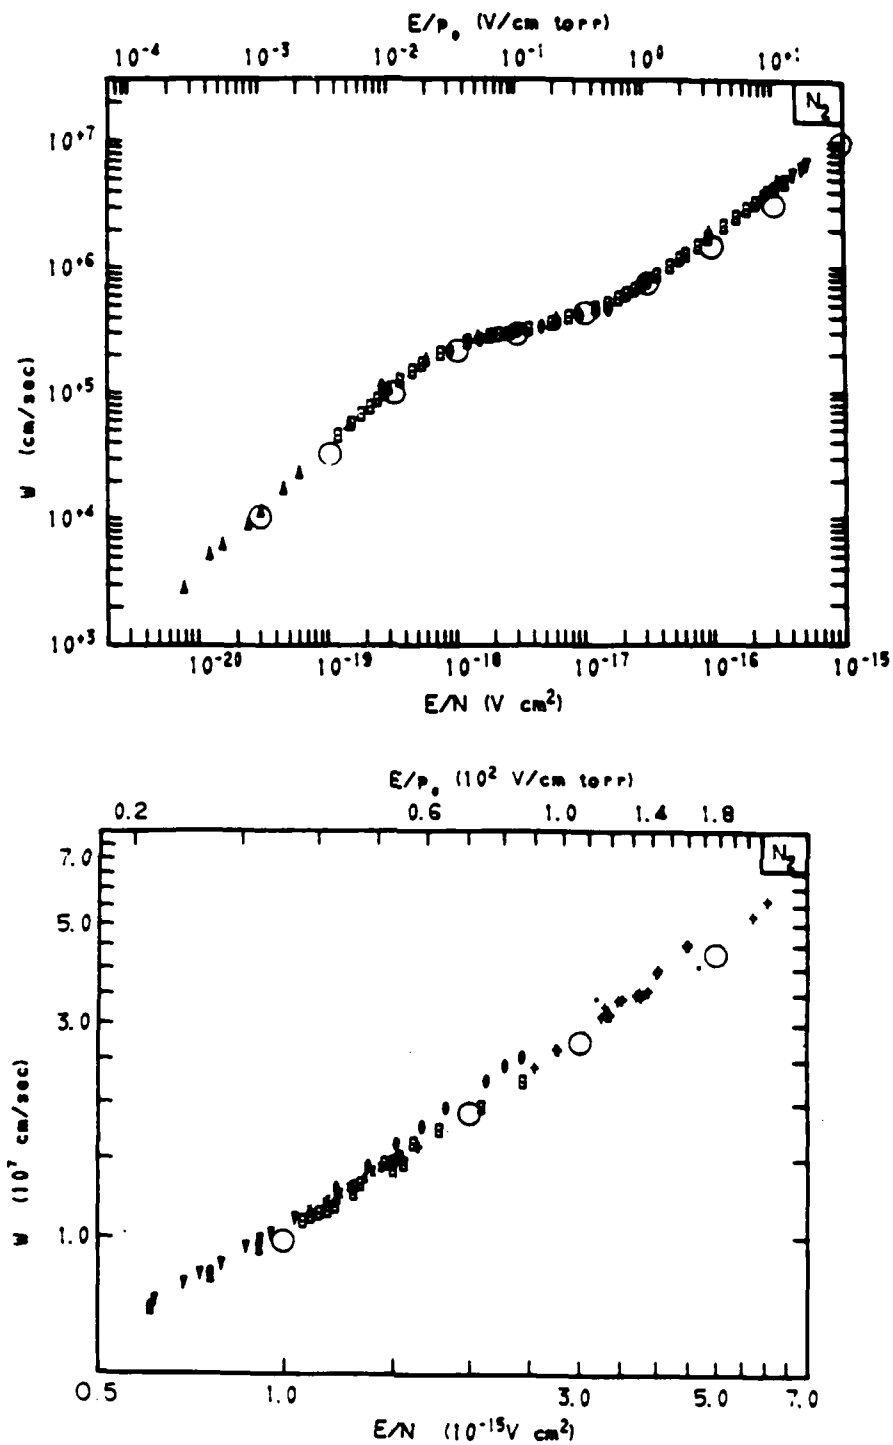 E/p₀ (V/cm torr)
10⁻⁴ 10⁻³ 10⁻² 10⁻¹ 10⁰ 10⁺¹
N₂
10⁺⁷
10⁺⁶
10⁺⁵
10⁺⁴
10⁺³
W (cm/sec)
10⁻²⁰ 10⁻¹⁹ 10⁻¹⁸ 10⁻¹⁷ 10⁻¹⁶ 10⁻¹⁵
E/N (V cm²)
E/p₀ (10² V/cm torr)
0.2 0.6 1.0 1.4 1.8
N₂
7.0
5.0
3.0
1.0
W (10⁷ cm/sec)
0.5 1.0 3.0 5.0 7.0
E/N (10⁻¹⁵V cm²)